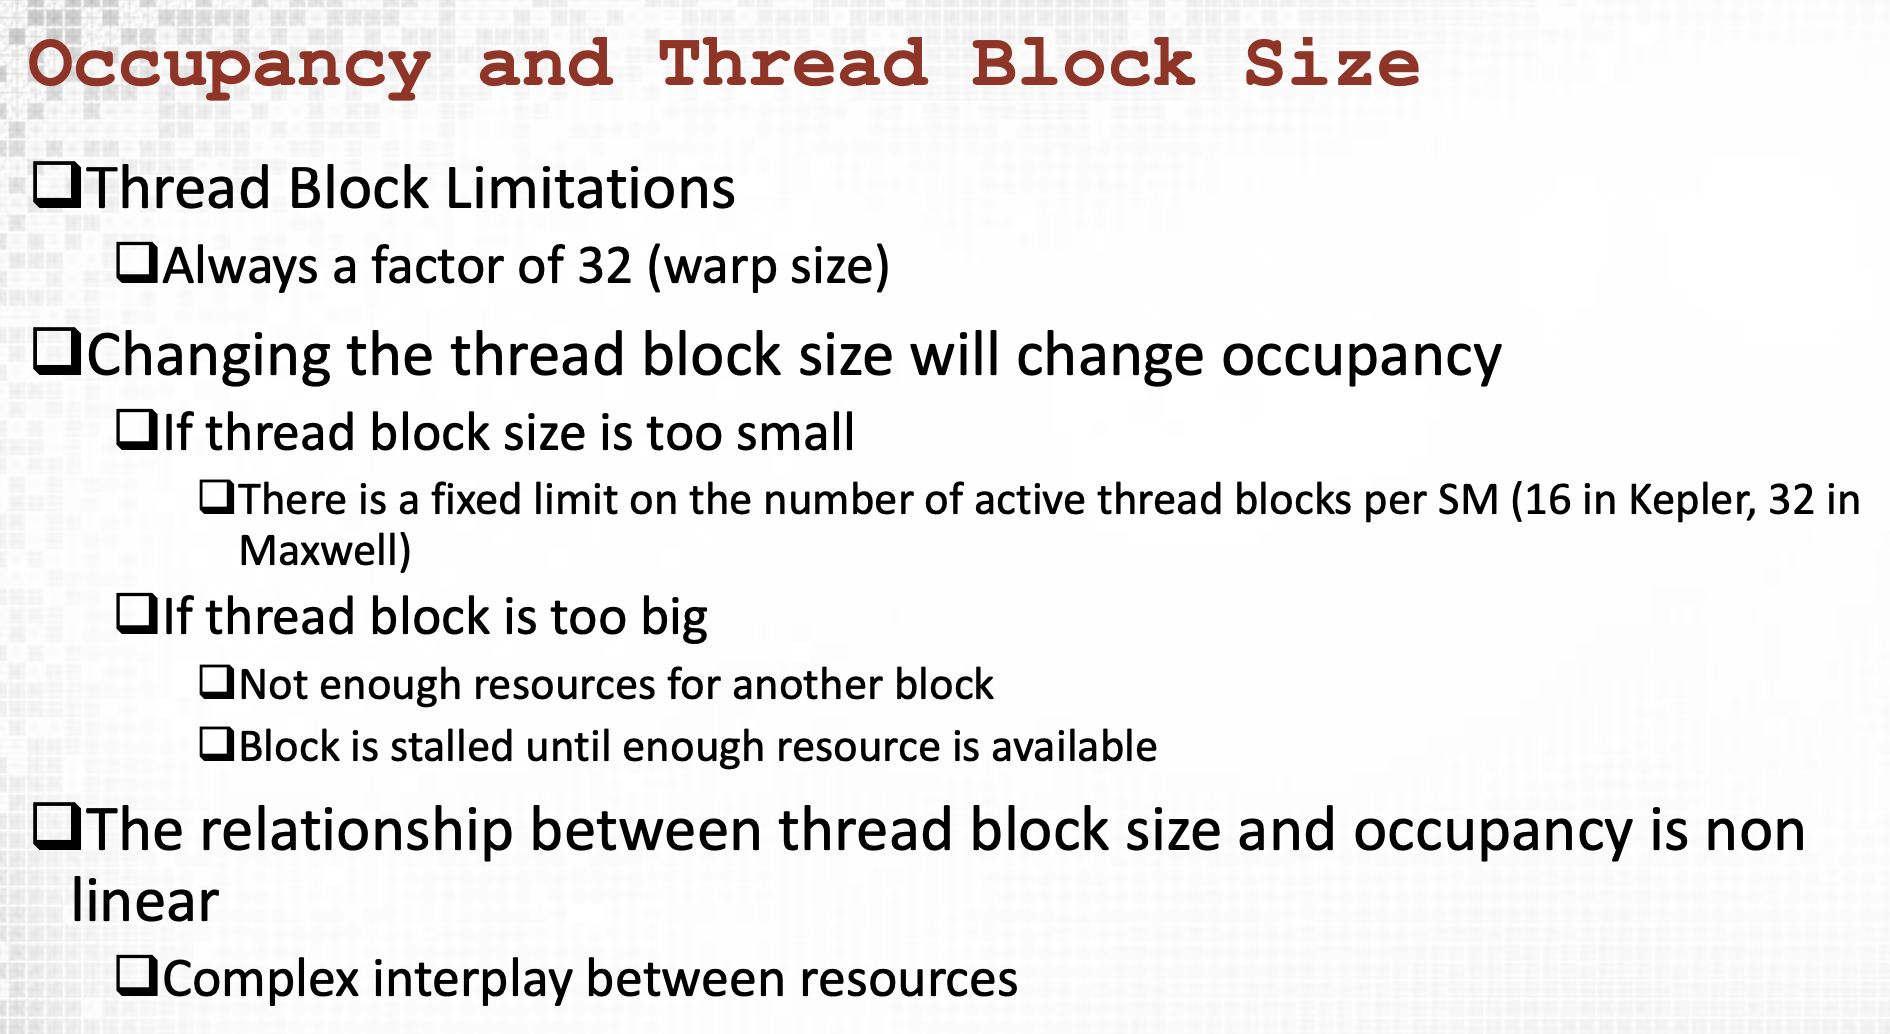 Occupancy and Thread Block Size
Thread Block Limitations
Always a factor of 32 (warp size)
Changing the thread block size will change occupancy
If thread block size is too small
There is a fixed limit on the number of active thread blocks per SM (16 in Kepler, 32 in
Maxwell)
If thread block is too big
Not enough resources for another block
Block is stalled until enough resource is available
The relationship between thread block size and occupancy is non
linear
Complex interplay between resources